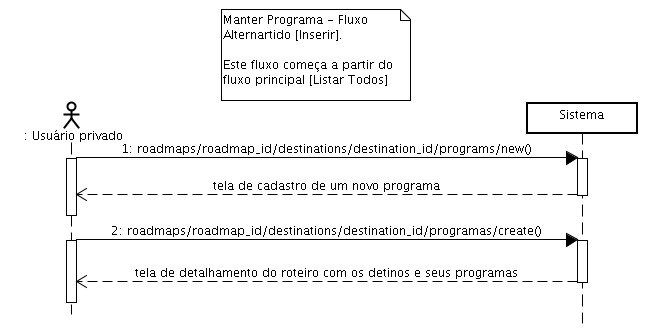 Manter Programa - Fluxo
Alternartido [Inserir].
Este fluxo começa a partir do
fluxo principal [Listar Todos]
Sistema
: Usuário privado
1: roadmaps/roadmap_id/destinations/destination_id/programs/new()
tela de cadastro de um novo programa
2: roadmaps/roadmap_id/destinations/destination_id/programas/create()
tela de detalhamento do roteiro com os detinos e seus programas